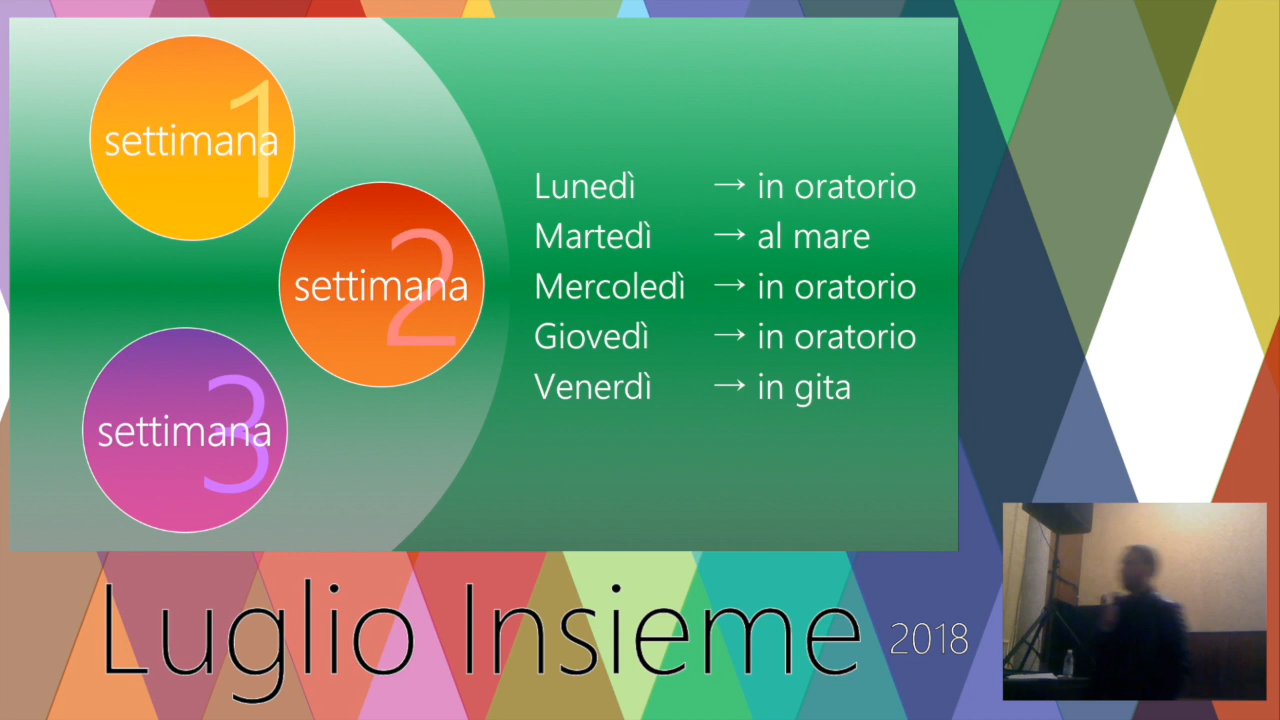 settimana 1
settimana 2
settimana 3
Lunedì → in oratorio
Martedì → al mare
Mercoledì → in oratorio
Giovedì → in oratorio
Venerdì → in gita
Luglio Insieme 2018